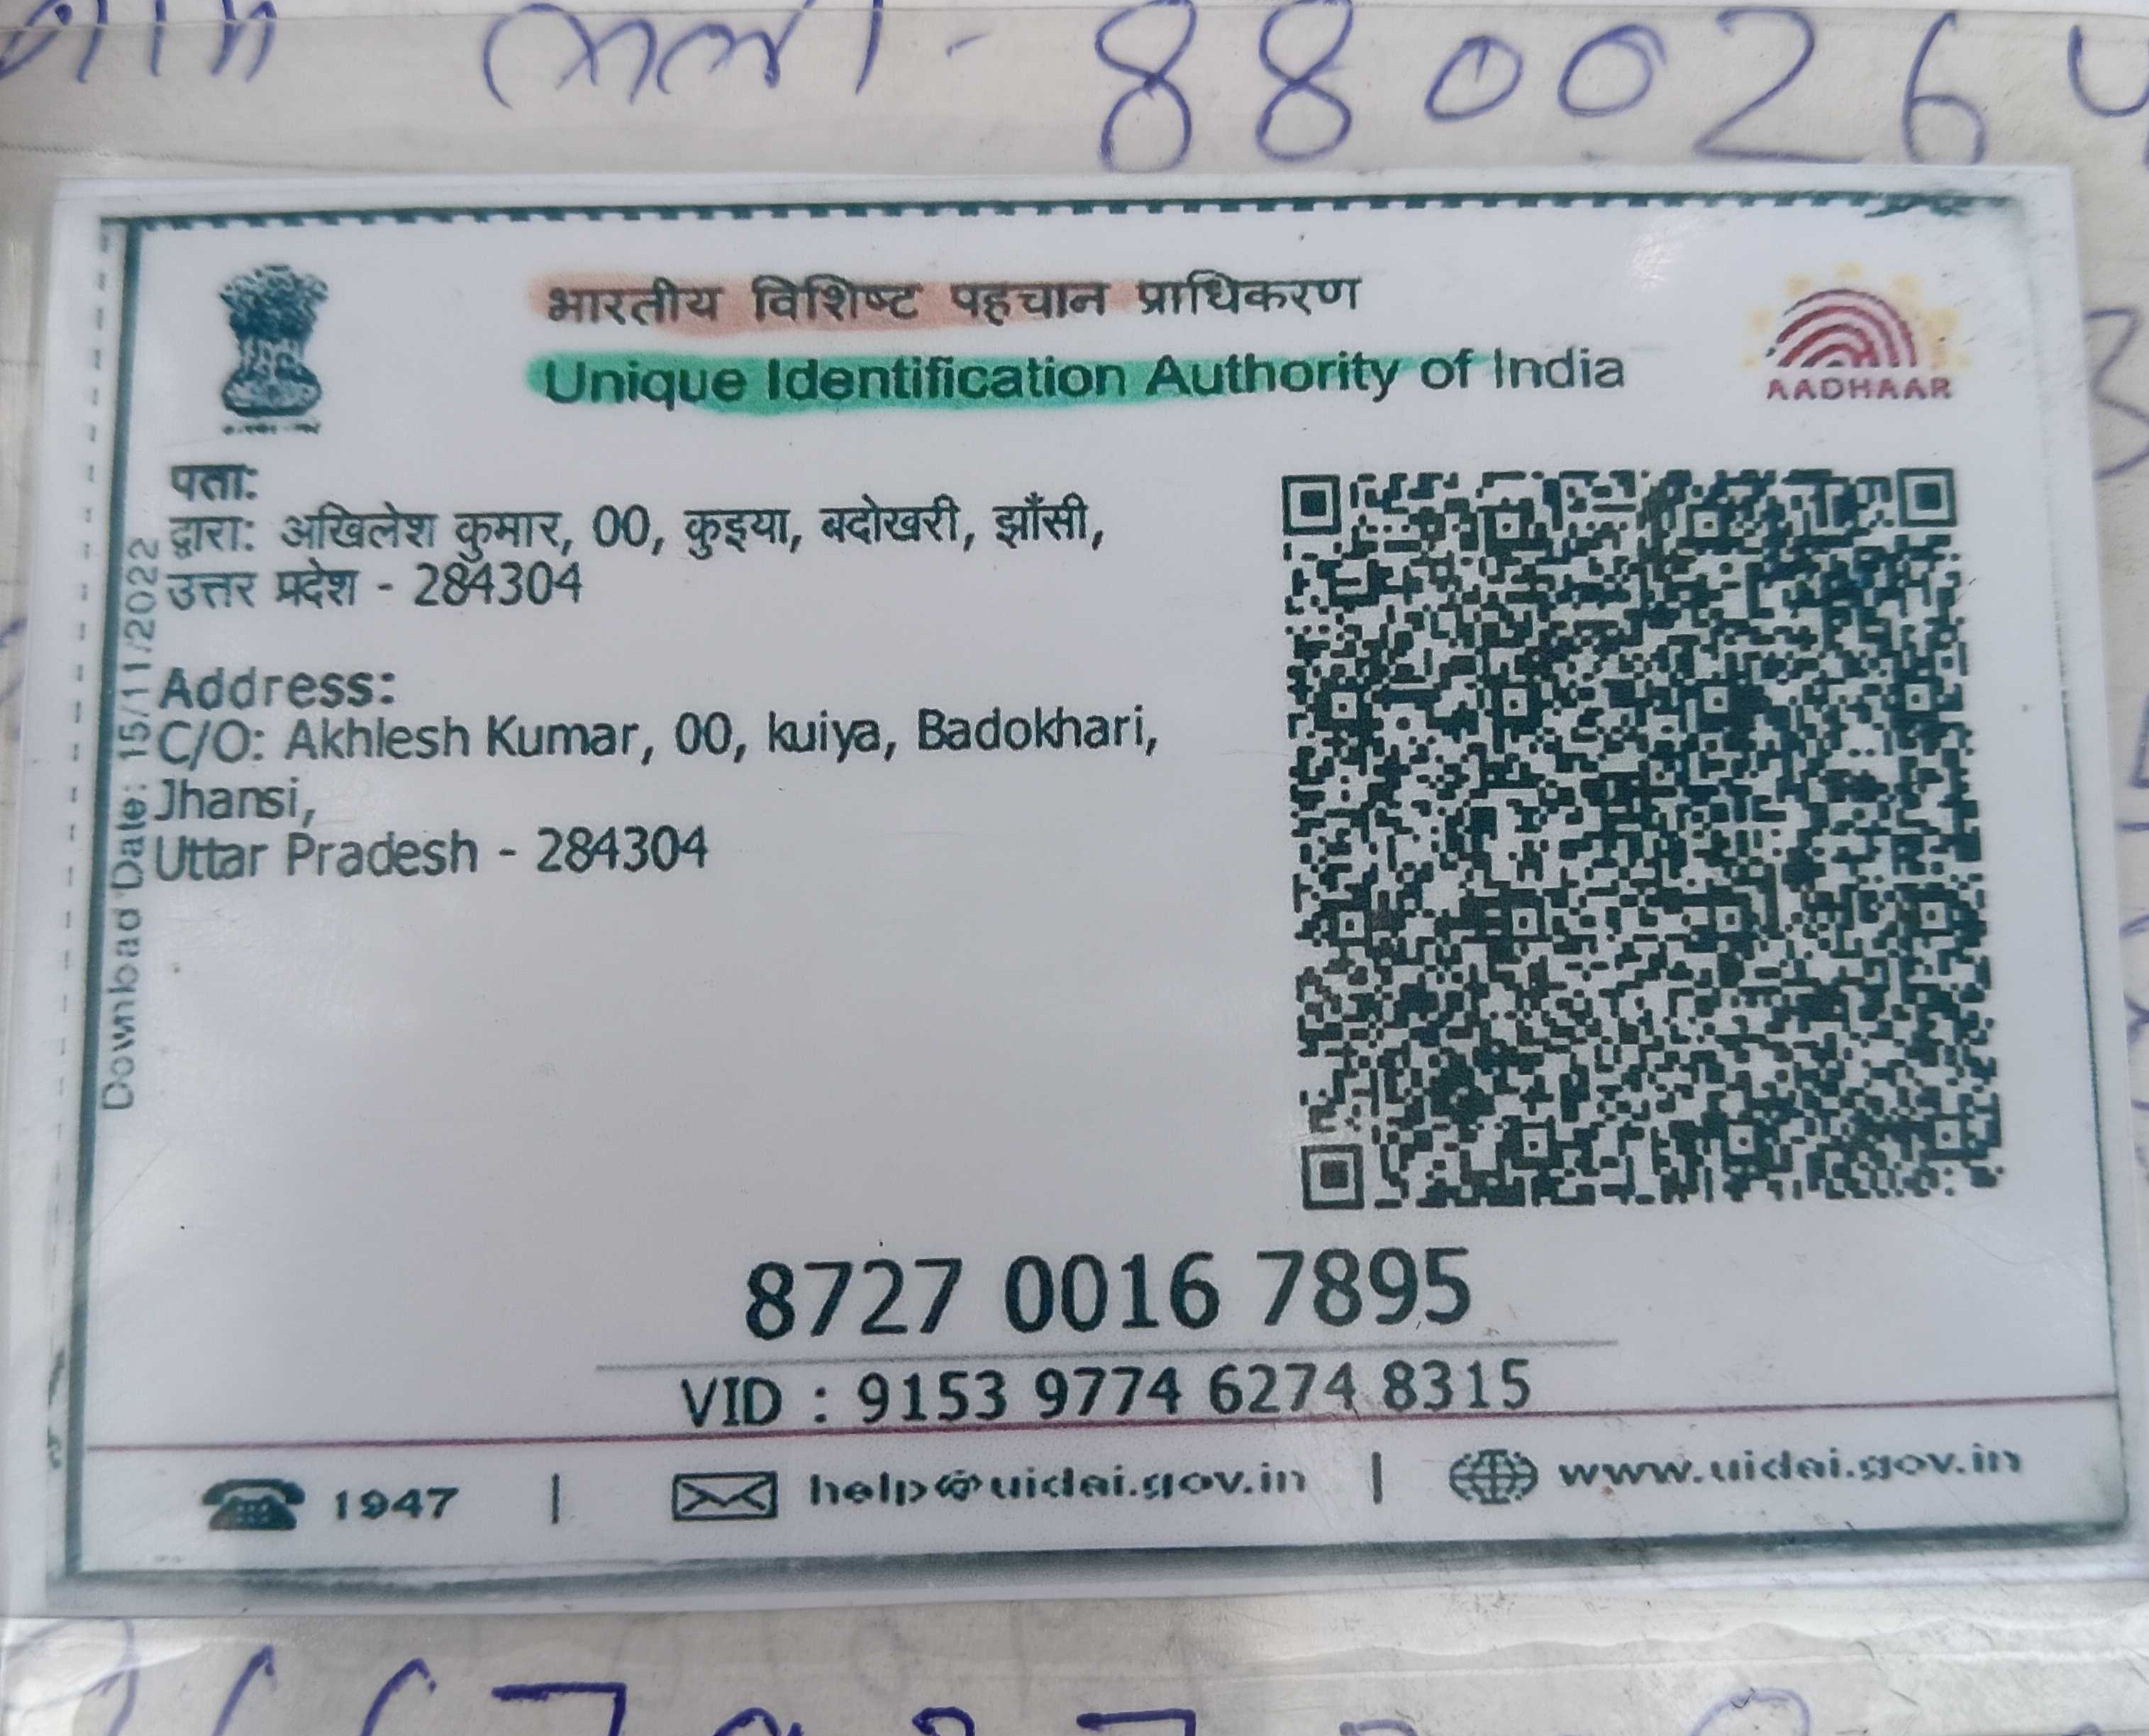 880026
भारतीय विशिष्ट पहचान प्राधिकरण
Unique Identification Authority of India
AADHAAR
पता:
द्वारा: अखिलेश कुमार, 00, कुइया, बदोखरी, झाँसी,
उत्तर प्रदेश - 284304
Address:
C/O: Akhlesh Kumar, 00, kuiya, Badokhari,
Jhansi,
Uttar Pradesh - 284304
Download Date: 15/11/2022
8727 0016 7895
VID : 9153 9774 6274 8315
1947 | help@uidai.gov.in | www.uidai.gov.in